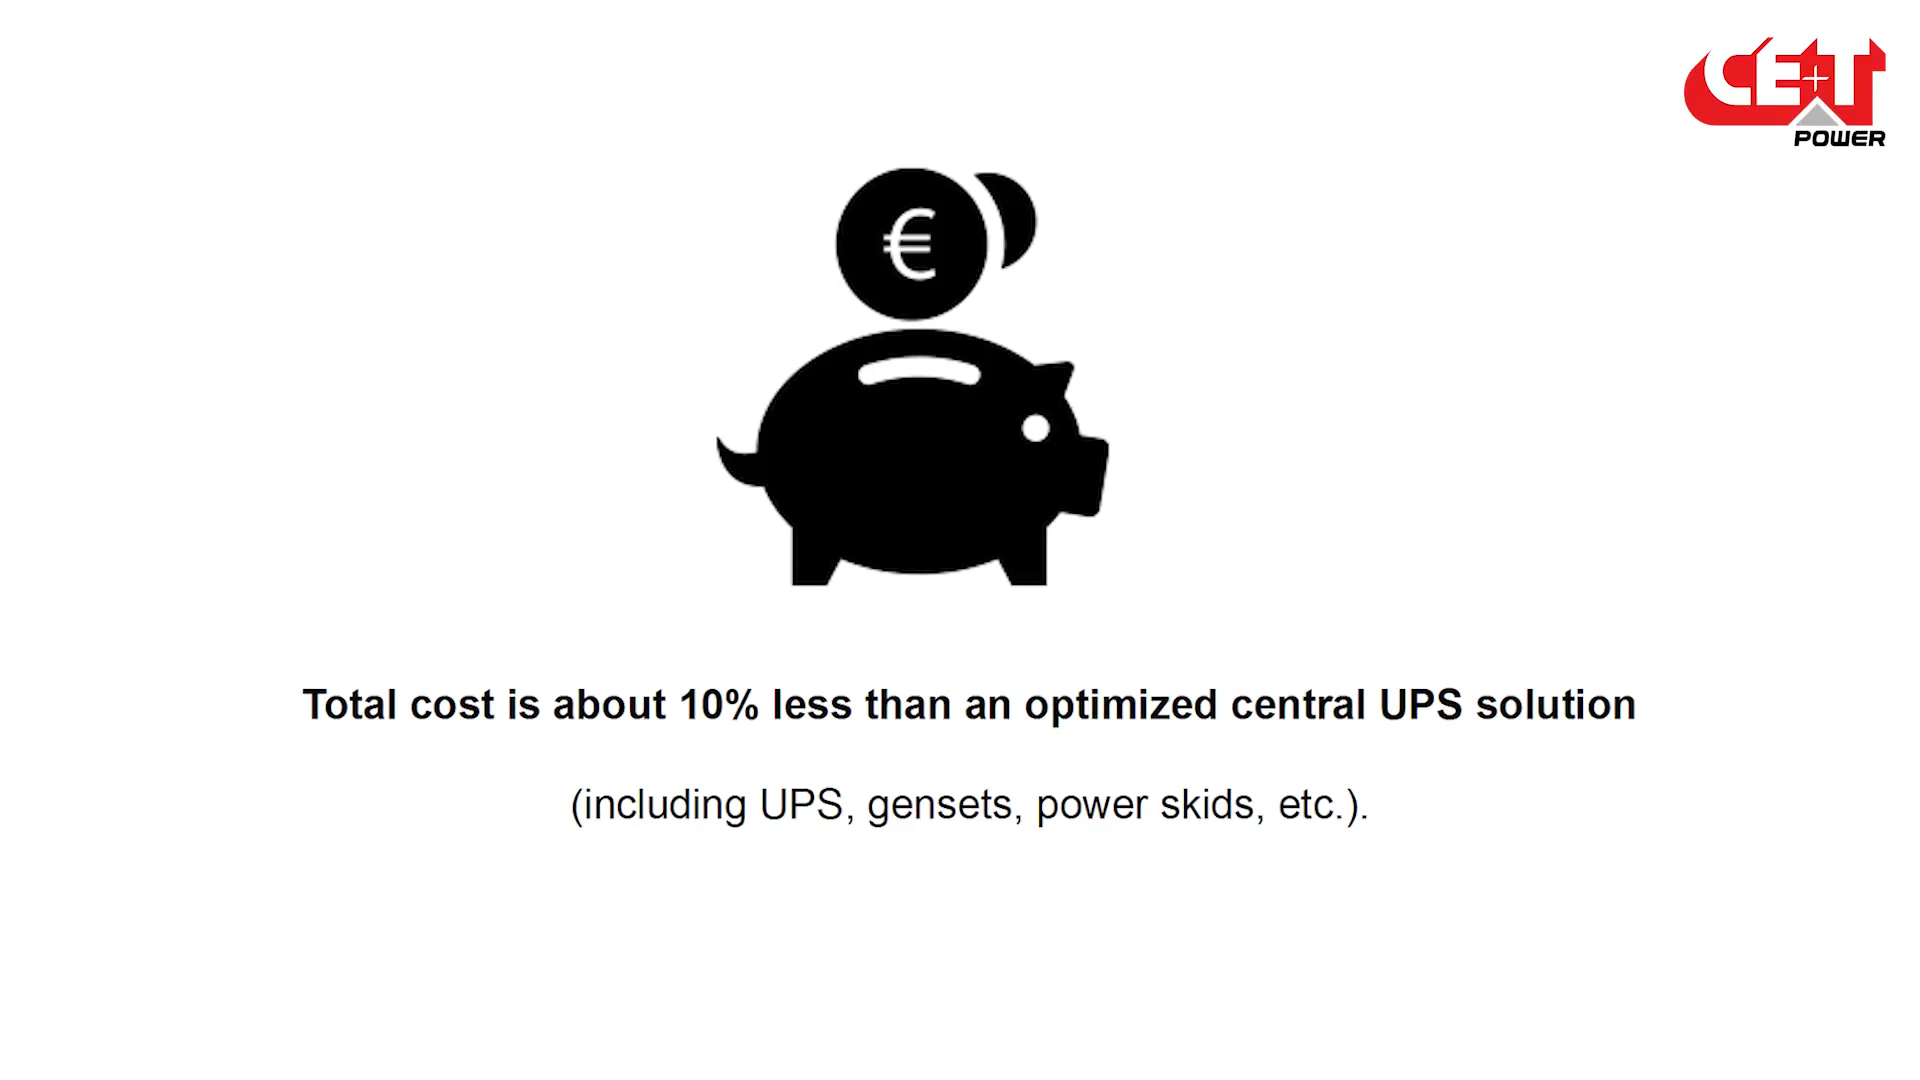 CE+T
POWER
€
Total cost is about 10% less than an optimized central UPS solution
(including UPS, gensets, power skids, etc.).